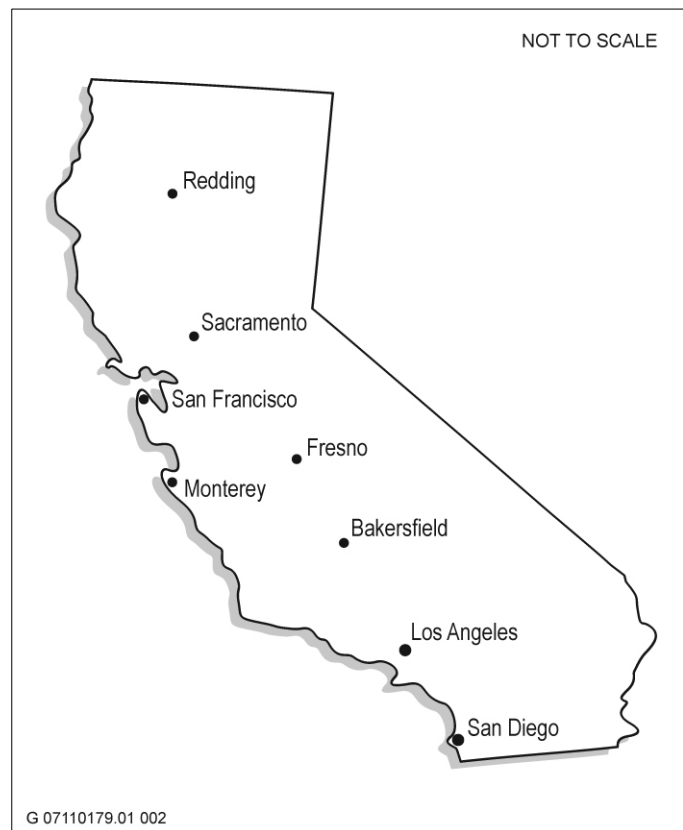 NOT TO SCALE
Redding
Sacramento
San Francisco
Fresno
Monterey
Bakersfield
Los Angeles
San Diego
G 07110179.01 002